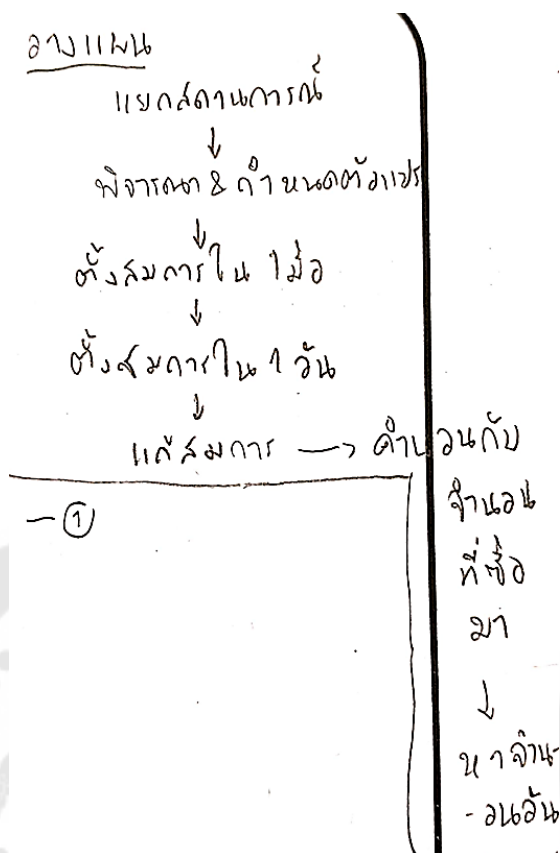 วางแผน
แยกสถานการณ์
↓
พิจารณา & กำหนดตัวแปร
↓
ตั้งสมการใน 1 มื้อ
↓
ตั้งสมการใน 1 วัน
↓
แก้สมการ → คำนวนกับ
จำนวน
ที่ซื้อ
มา
↓
หาจำน-
-วนวัน
— ①